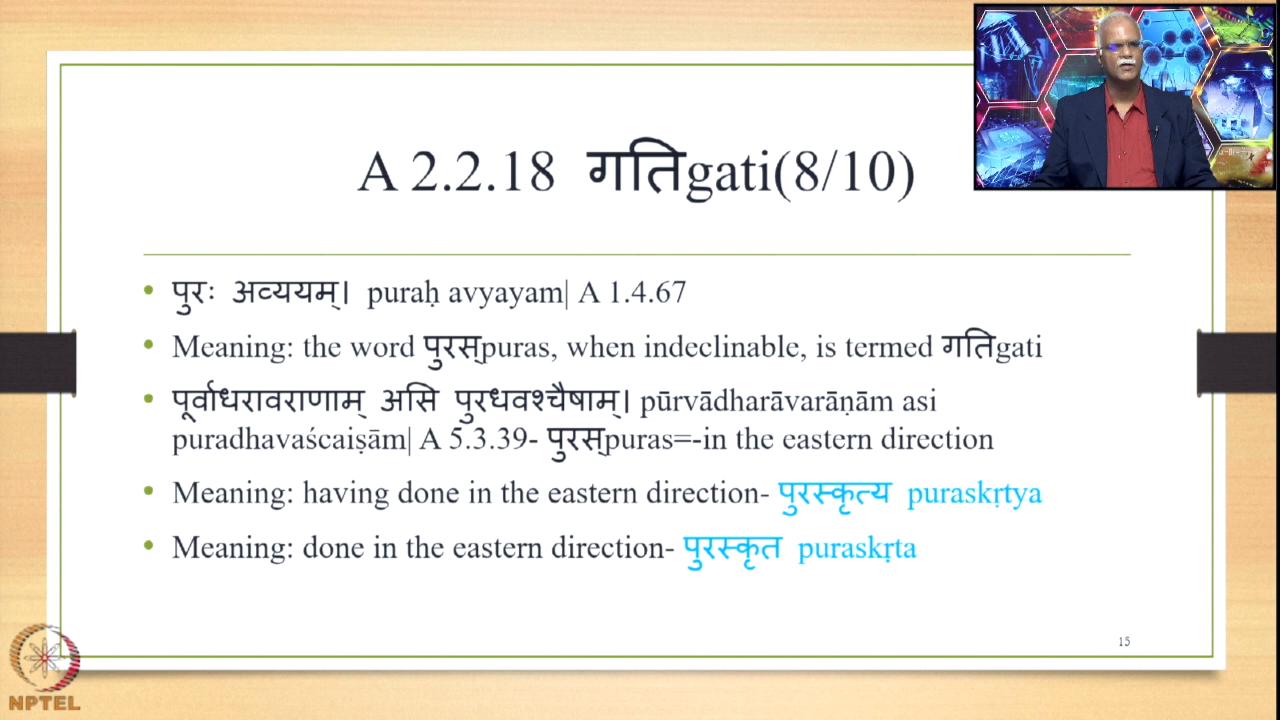 A 2.2.18 गतिgati(8/10)
पुरः अव्ययम्। puraḥ avyayam| A 1.4.67
Meaning: the word पुरस्puras, when indeclinable, is termed गतिgati
पूर्वाधरावराणाम् असि पुरधवश्चैषाम्। pūrvādharāvarāṇām asi
puradhavaścaiṣām| A 5.3.39- पुरस्puras=-in the eastern direction
Meaning: having done in the eastern direction- पुरस्कृत्य puraskṛtya
Meaning: done in the eastern direction- पुरस्कृत puraskṛta
15
NPTEL